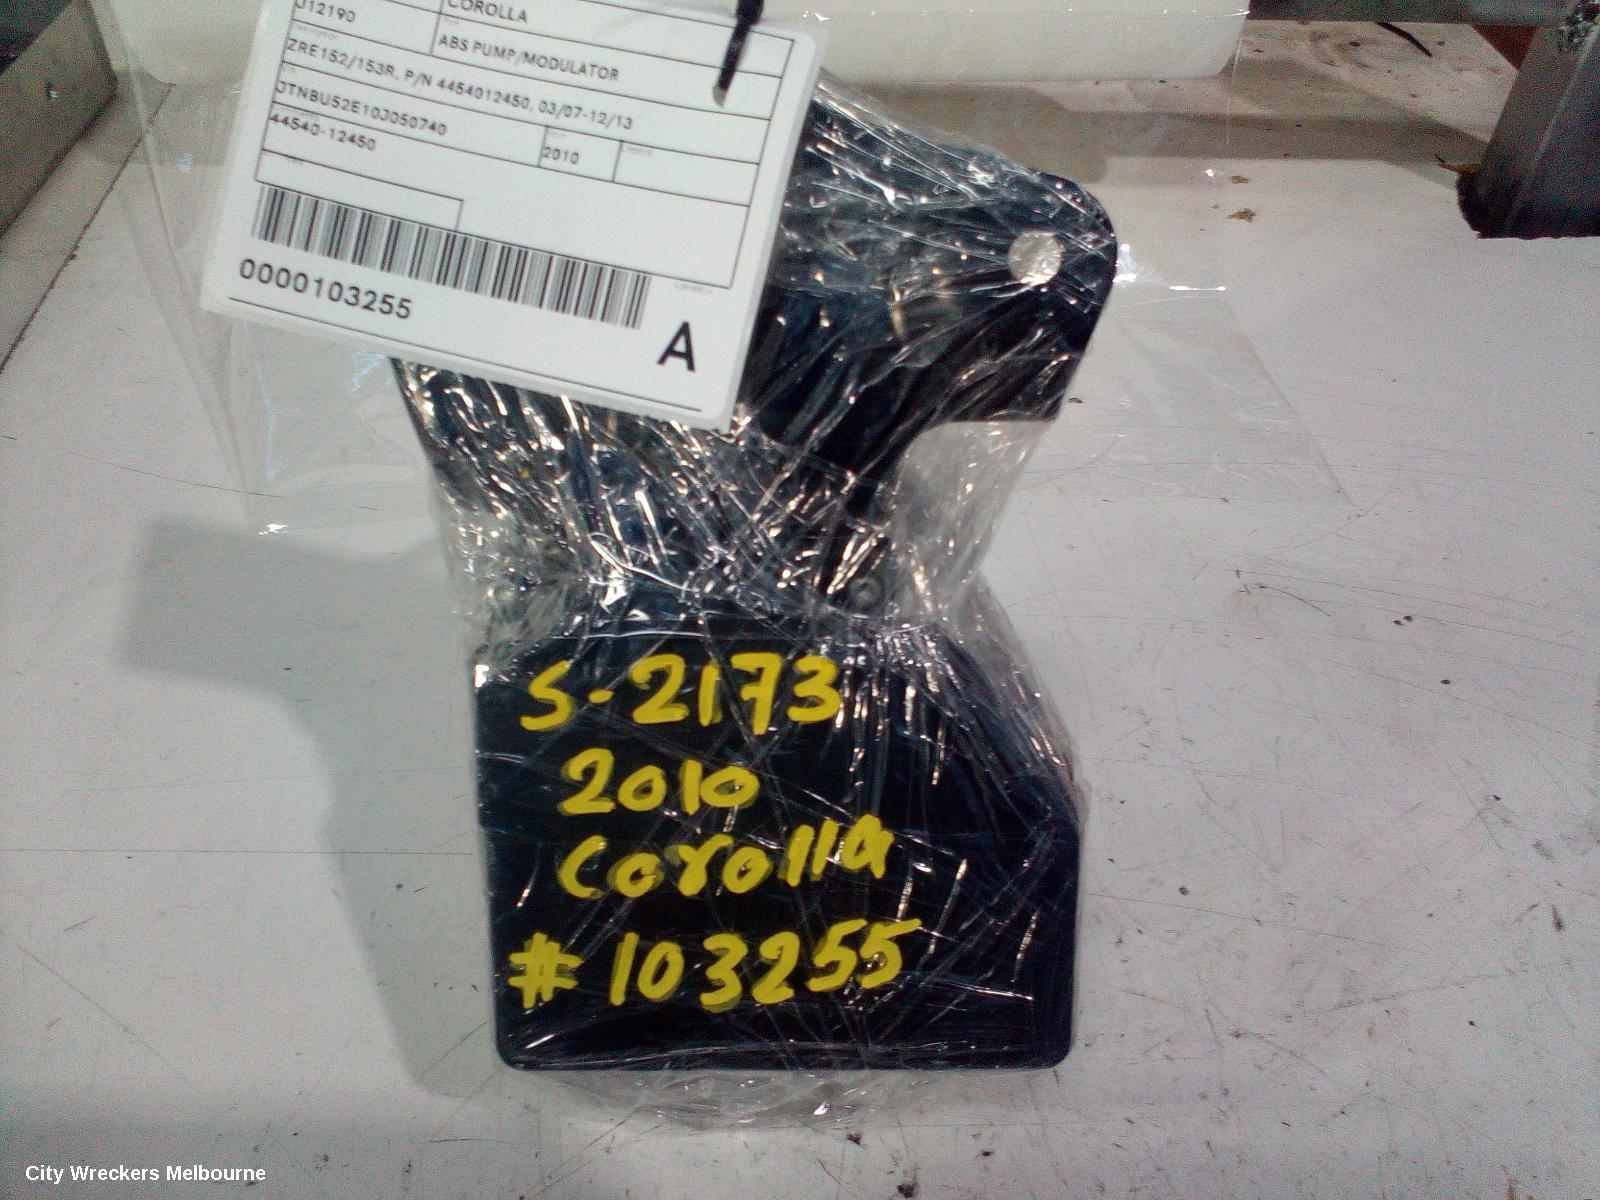 J12190
COROLLA
ABS PUMP/MODULATOR
ZRE152/153R, P/N 4454012450, 03/07-12/13
JTNBU52E10J050740
2010
44540-12450
0000103255
A
S-2173
2010
Corolla
# 103255
City Wreckers Melbourne